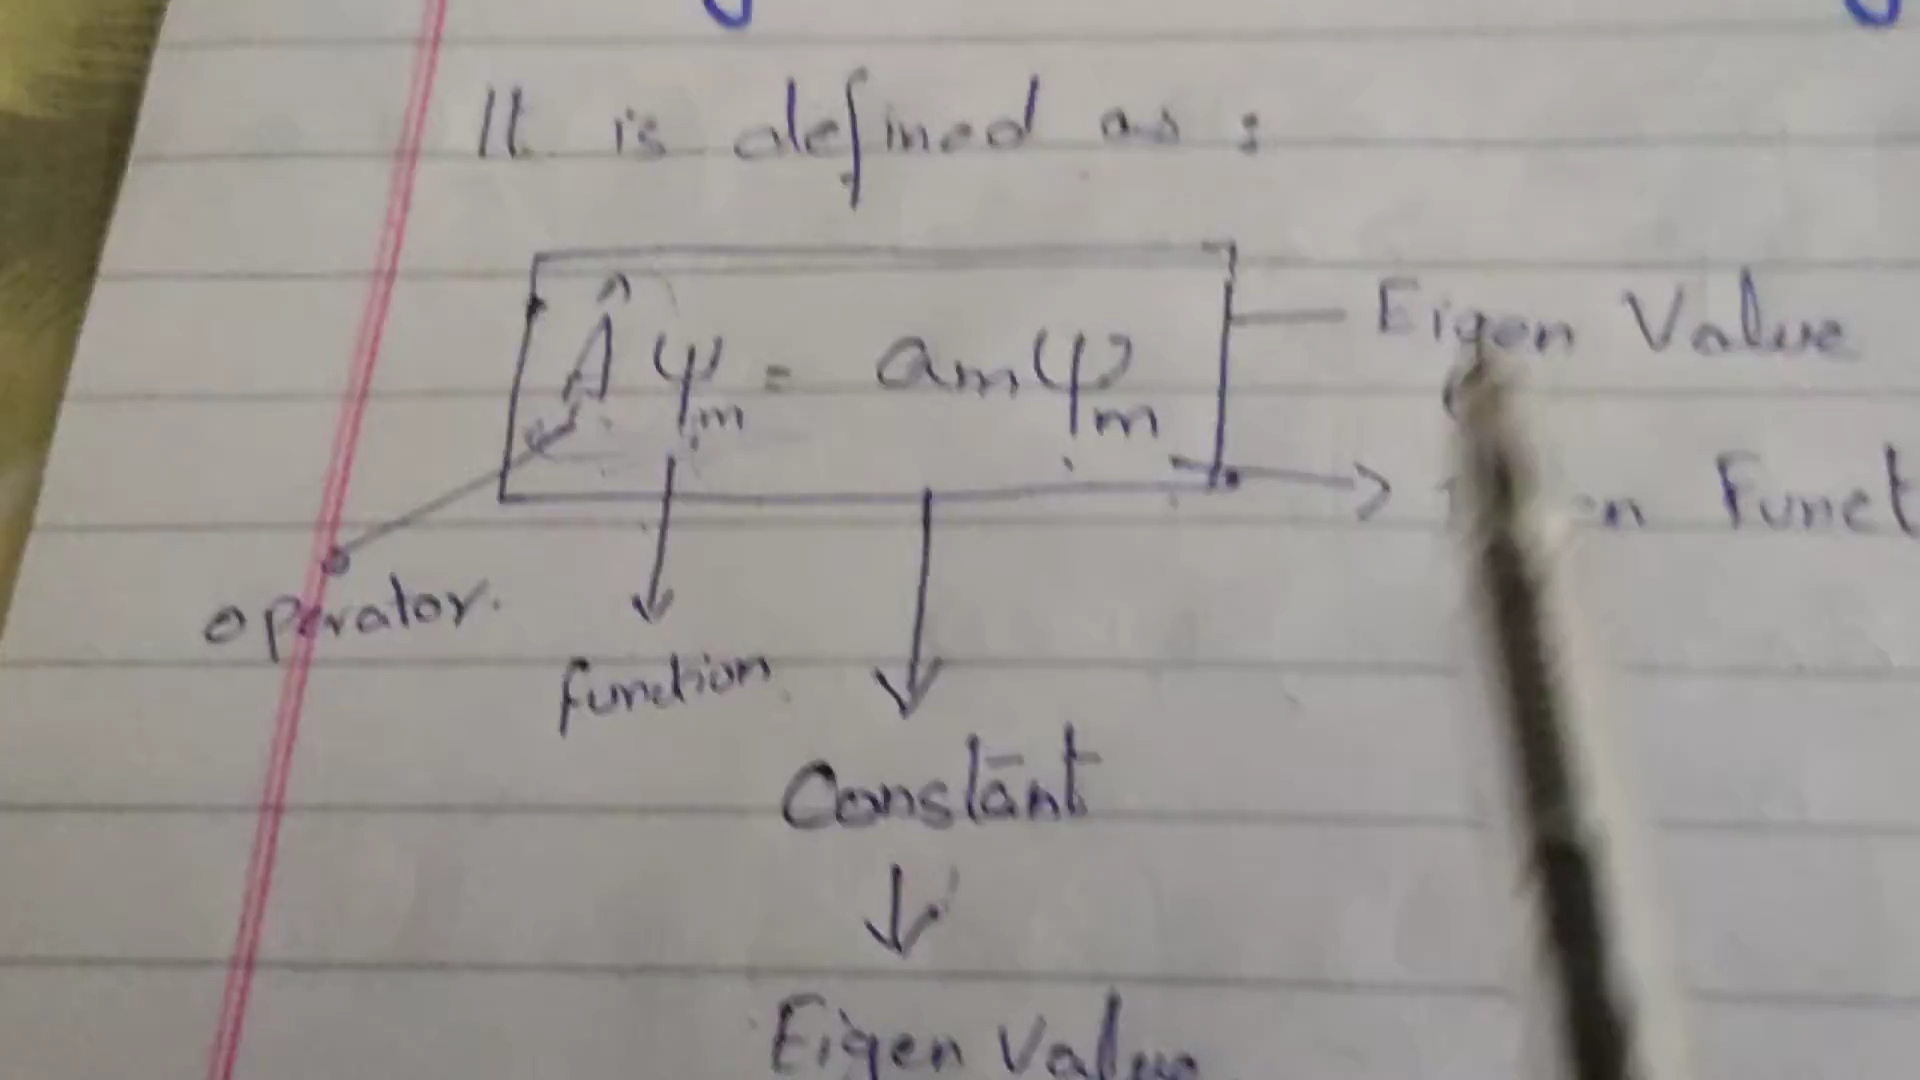 It is defined as :
Â ψm = am ψm
Eigen Value
Funct
operator.
function
Constant
Eigen Value